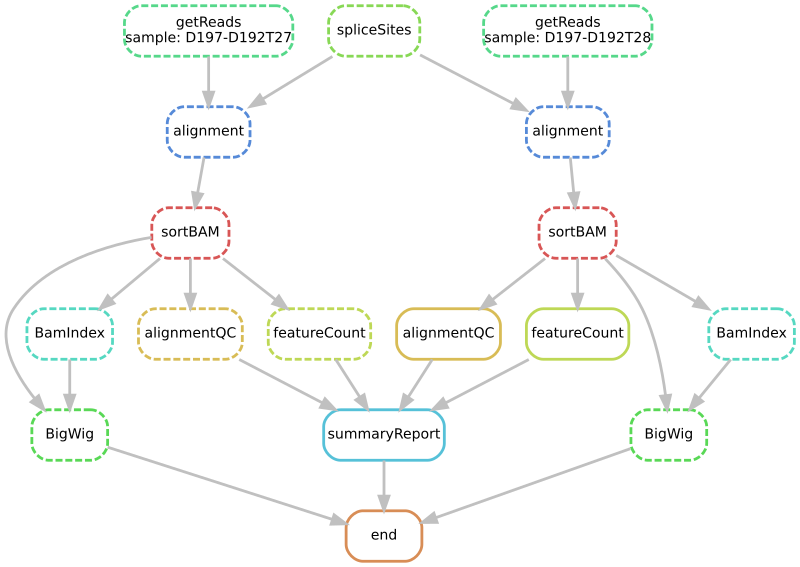 getReads
sample: D197-D192T27
spliceSites
getReads
sample: D197-D192T28
alignment
alignment
sortBAM
sortBAM
BamIndex
alignmentQC
featureCount
alignmentQC
featureCount
BamIndex
BigWig
summaryReport
BigWig
end